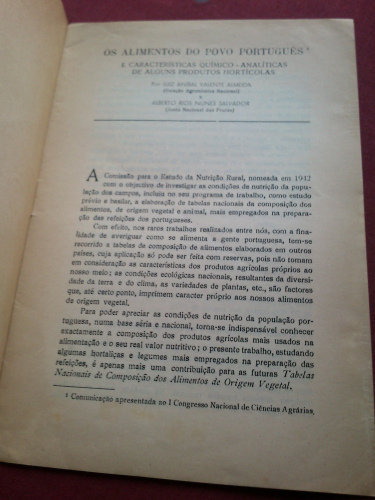 OS ALIMENTOS DO POVO PORTUGUÊS ¹
I. CARACTERÍSTICAS QUÍMICO-ANALÍTICAS
DE ALGUNS PRODUTOS HORTÍCOLAS
Por LUIZ ANIBAL VALENTE ALMEIDA
(Estação Agronómica Nacional)
e
ALBERTO RIOS NUNES SALVADOR
(Junta Nacional das Frutas)
A Comissão para o Estudo da Nutrição Rural, nomeada em 1942
com o objectivo de investigar as condições de nutrição da popu-
lação dos campos, incluiu no seu programa de trabalho, como estudo
prévio e basilar, a elaboração de tabelas nacionais da composição dos
alimentos, de origem vegetal e animal, mais empregados na prepara-
ção das refeições dos portugueses.
Com efeito, nos raros trabalhos realizados entre nós, com a fina-
lidade de averiguar como se alimenta a gente portuguesa, tem-se
recorrido a tabelas de composição de alimentos elaborados em outros
países, cuja aplicação só pode ser feita com reservas, pois não tomam
em consideração as características dos produtos agrícolas próprios ao
nosso meio; as condições ecológicas nacionais, resultantes da diversi-
dade da terra e do clima, as variedades de plantas, etc., são factores
que, até certo ponto, imprimem carácter próprio aos nossos alimentos
de origem vegetal.
Para poder apreciar as condições de nutrição da população por-
tuguesa, numa base séria e nacional, torna-se indispensável conhecer
exactamente a composição dos produtos agrícolas mais usados na
alimentação e o seu real valor nutritivo; o presente trabalho, estudando
algumas hortaliças e legumes mais empregados na preparação das
refeições, é apenas mais uma contribuição para as futuras Tabelas
Nacionais de Composição dos Alimentos de Origem Vegetal.
¹ Comunicação apresentada ao I Congresso Nacional de Ciências Agrárias.